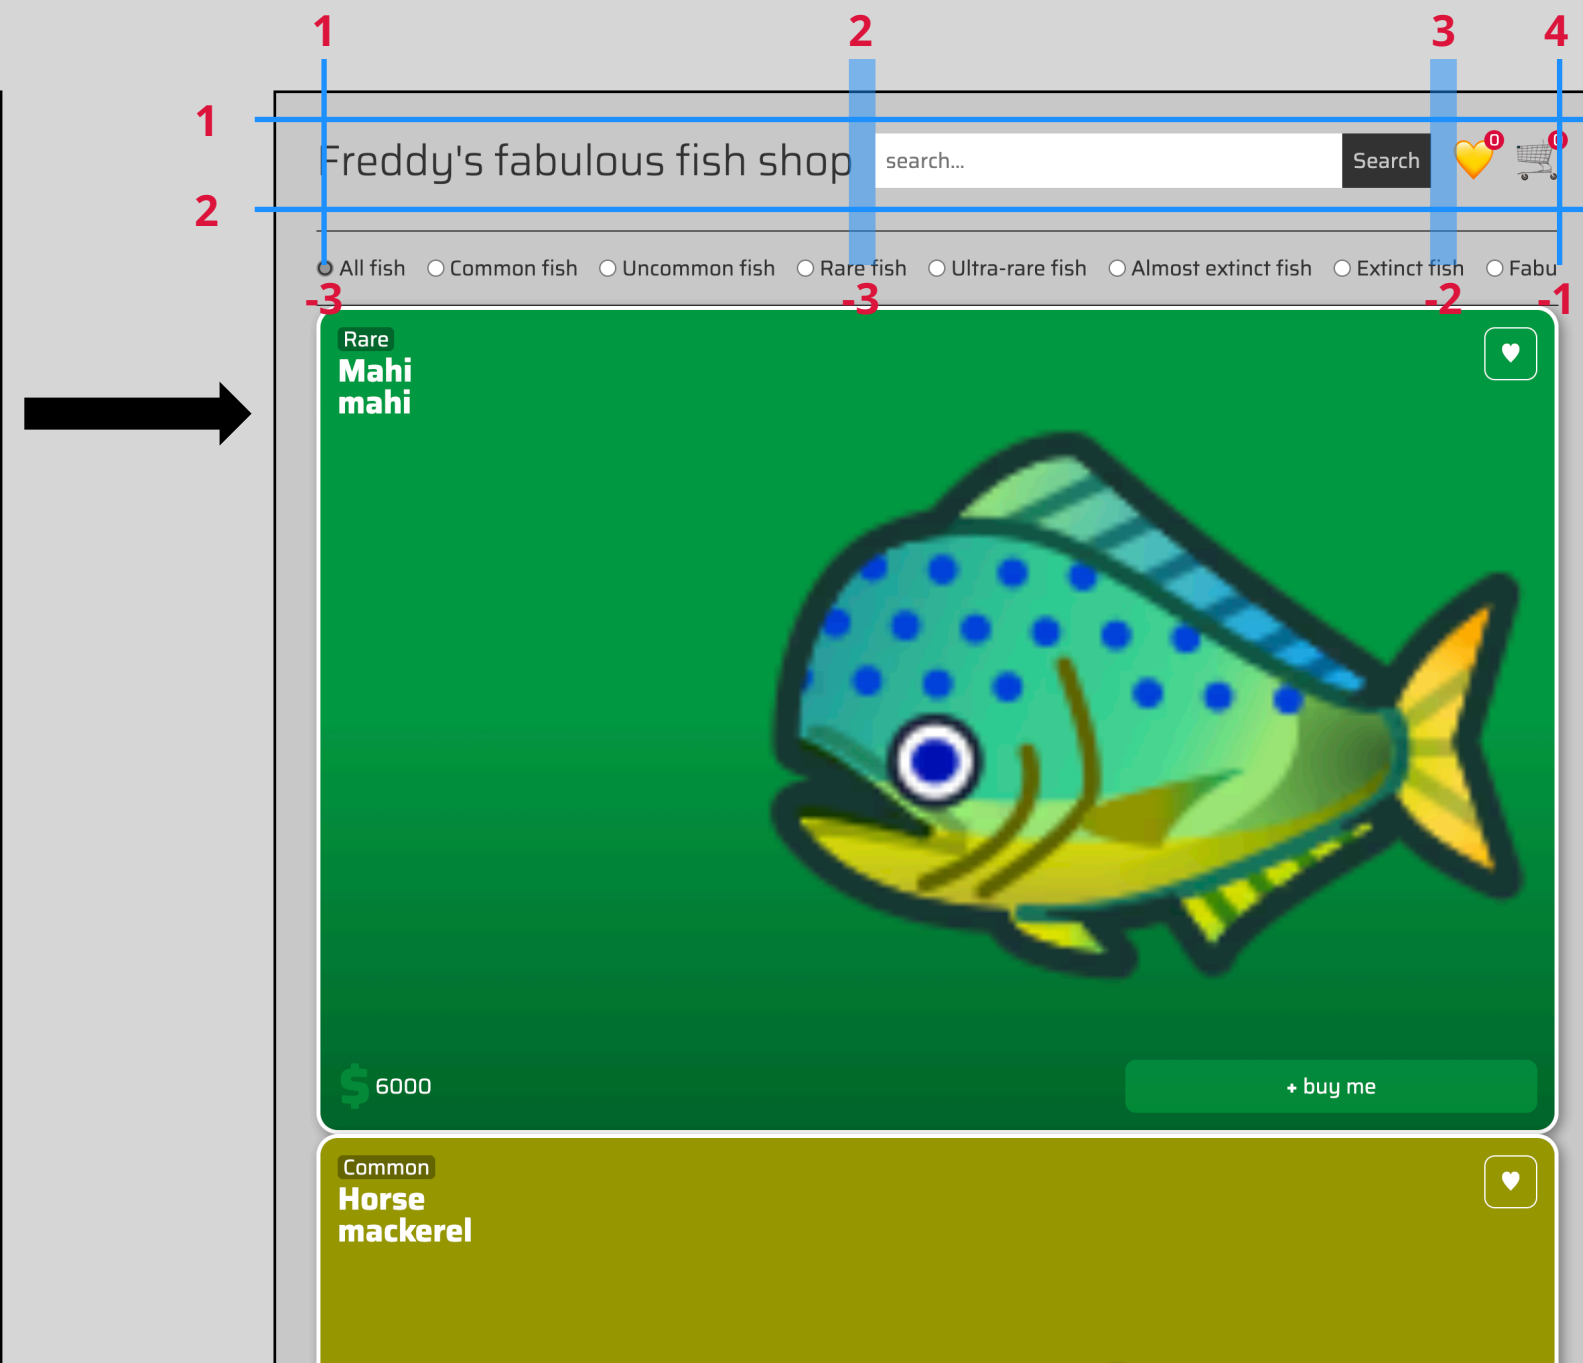 1 2 3 4
1
Freddy's fabulous fish shop search... Search 0 0
2
All fish Common fish Uncommon fish Rare fish Ultra-rare fish Almost extinct fish Extinct fish Fabu
-3 -3 -2 -1
Rare
Mahi
mahi
$ 6000 + buy me
Common
Horse
mackerel